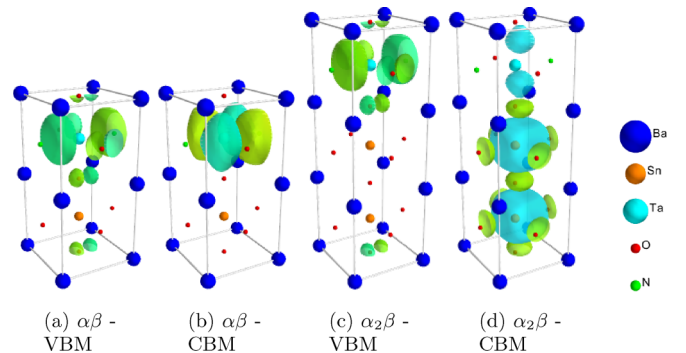 Ba
Sn
Ta
O
N
(a) αβ -
VBM
(b) αβ -
CBM
(c) α₂β -
VBM
(d) α₂β -
CBM